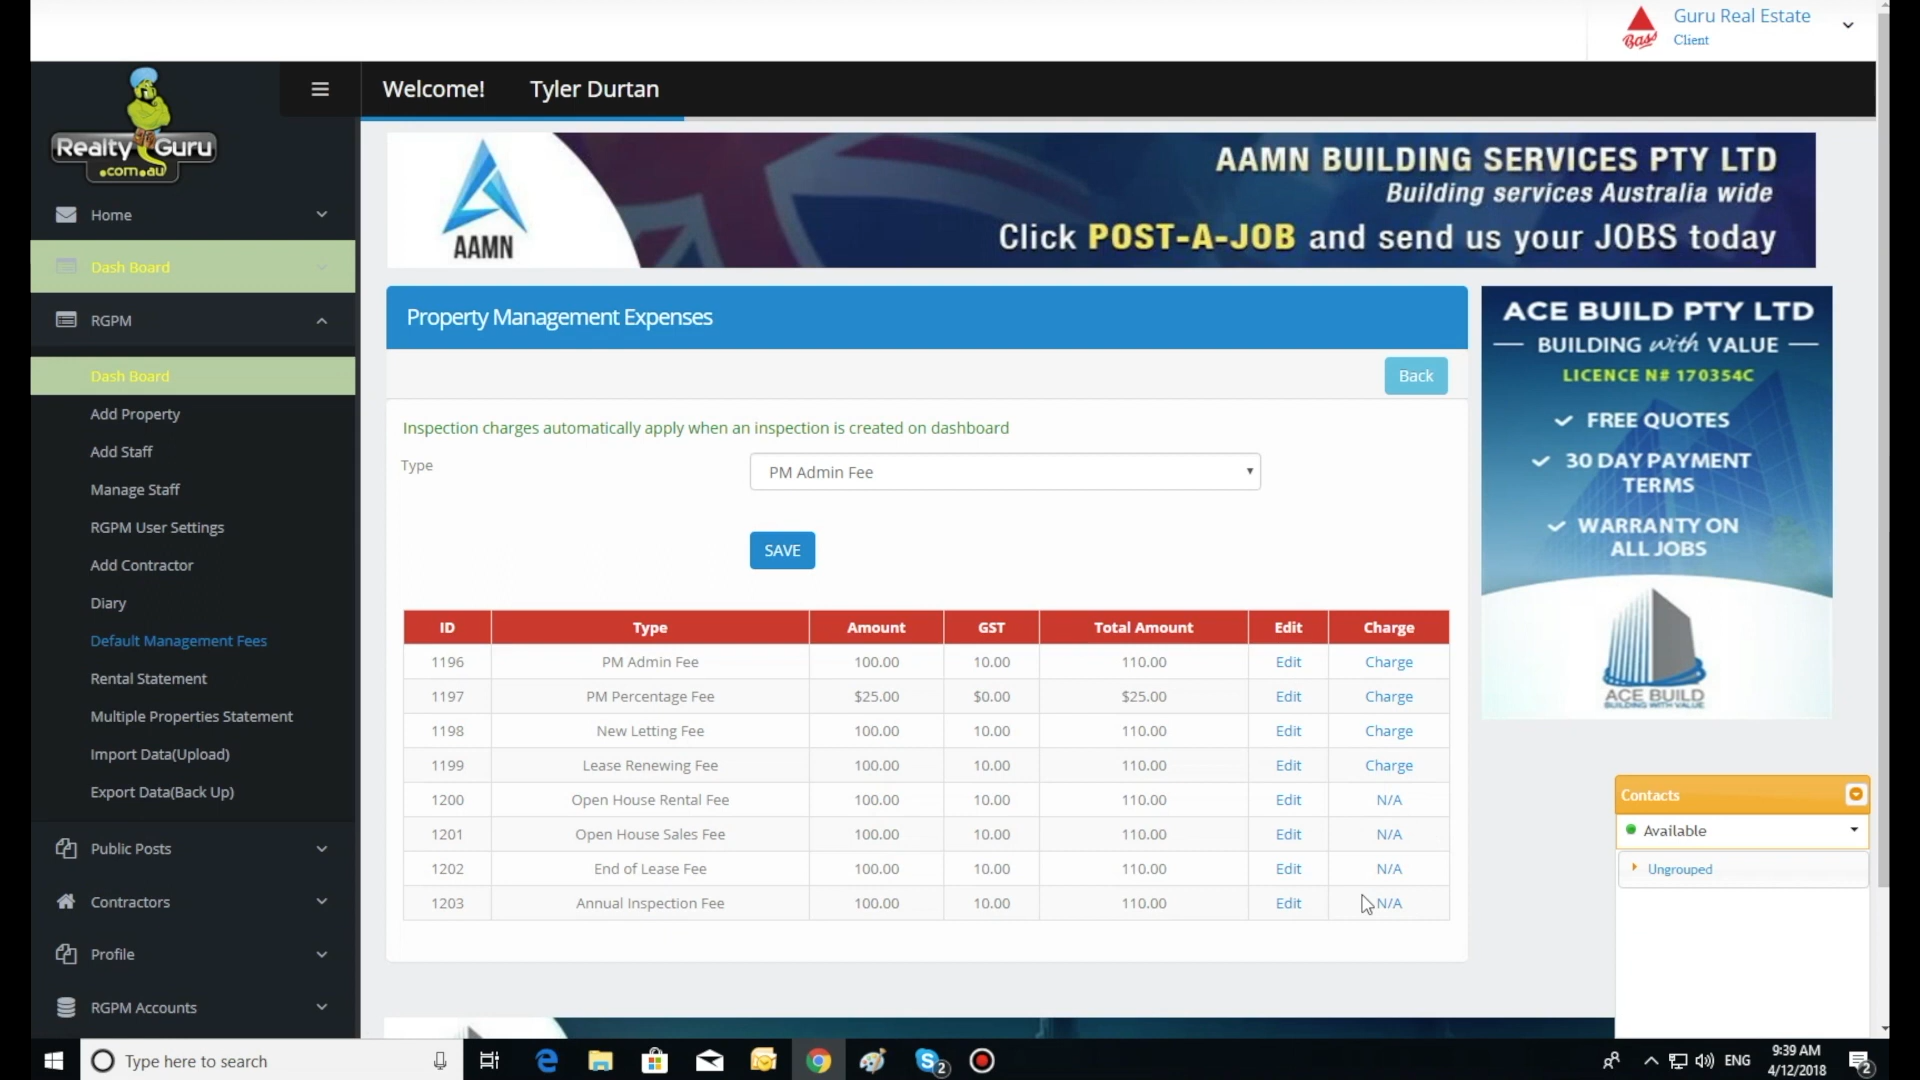 Guru Real Estate
Bass
Client
Welcome! Tyler Durtan
Realty Guru
.com.au
Home
Dash Board
RGPM
Dash Board
Add Property
Add Staff
Manage Staff
RGPM User Settings
Add Contractor
Diary
Default Management Fees
Rental Statement
Multiple Properties Statement
Import Data(Upload)
Export Data(Back Up)
Public Posts
Contractors
Profile
RGPM Accounts
AAMN
AAMN BUILDING SERVICES PTY LTD
Building services Australia wide
Click POST-A-JOB and send us your JOBS today
Property Management Expenses
Back
Inspection charges automatically apply when an inspection is created on dashboard
Type PM Admin Fee
SAVE
ID Type Amount GST Total Amount Edit Charge
1196 PM Admin Fee 100.00 10.00 110.00 Edit Charge
1197 PM Percentage Fee $25.00 $0.00 $25.00 Edit Charge
1198 New Letting Fee 100.00 10.00 110.00 Edit Charge
1199 Lease Renewing Fee 100.00 10.00 110.00 Edit Charge
1200 Open House Rental Fee 100.00 10.00 110.00 Edit N/A
1201 Open House Sales Fee 100.00 10.00 110.00 Edit N/A
1202 End of Lease Fee 100.00 10.00 110.00 Edit N/A
1203 Annual Inspection Fee 100.00 10.00 110.00 Edit N/A
ACE BUILD PTY LTD
BUILDING with VALUE
LICENCE N# 170354C
FREE QUOTES
30 DAY PAYMENT
TERMS
WARRANTY ON
ALL JOBS
ACE BUILD
BUILDING WITH VALUE
Contacts
Available
Ungrouped
Type here to search
2
ENG
9:39 AM
4/12/2018
2